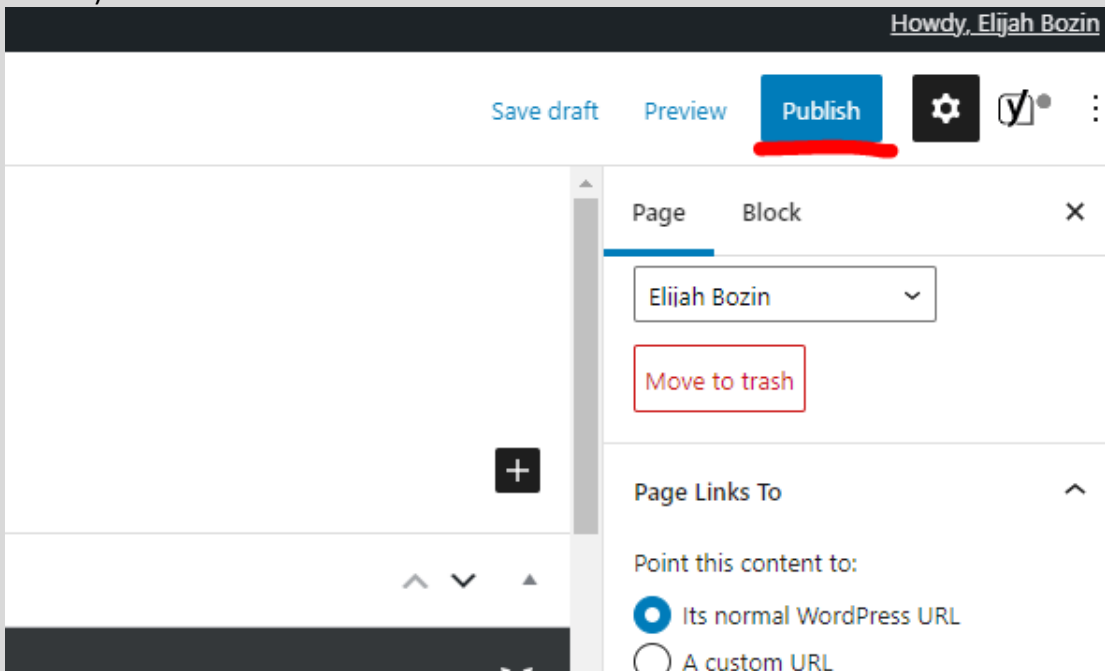 Howdy, Elijah Bozin
Save draft Preview Publish
Page Block
Elijah Bozin
Move to trash
Page Links To
Point this content to:
Its normal WordPress URL
A custom URL